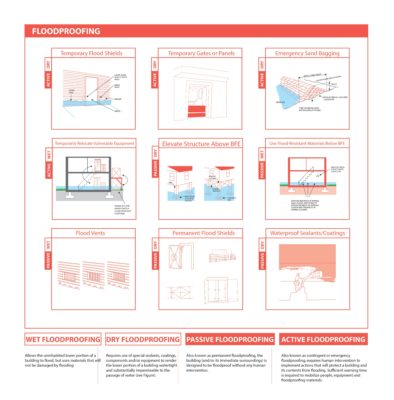 FLOODPROOFING
Temporary Flood Shields
Temporary Gates or Panels
Emergency Sand Bagging
DRY
ACTIVE
DRY
ACTIVE
DRY
ACTIVE
Temporarily Relocate Vulnerable Equipment
Elevate Structure Above BFE
Use Flood-Resistant Materials Below BFE
WET
ACTIVE
DRY
PASSIVE
WET
PASSIVE
Flood Vents
Permanent Flood Shields
Waterproof Sealants/Coatings
WET
PASSIVE
DRY
PASSIVE
DRY
PASSIVE
WET FLOODPROOFING
Allows the uninhabited lower portion of a
building to flood, but uses materials that will
not be damaged by flooding
DRY FLOODPROOFING
Requires use of special sealants, coatings,
components and/or equipment to render
the lower portion of a building watertight
and substantially impermeable to the
passage of water (see Figure).
PASSIVE FLOODPROOFING
Also known as permanent floodproofing, the
building (and/or its immediate surroundings) is
designed to be floodproof without any human
intervention.
ACTIVE FLOODPROOFING
Also known as contingent or emergency
floodproofing, requires human intervention to
implement actions that will protect a building and
its contents from flooding. Sufficient warning time
is required to mobilize people, equipment and
floodproofing materials.